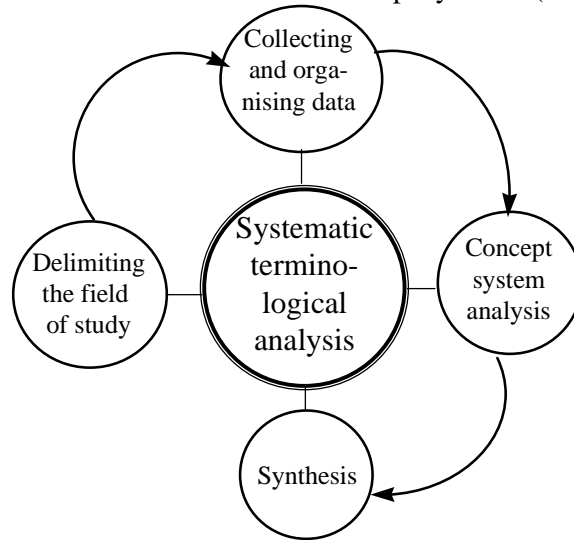 Collecting
and orga-
nising data
Delimiting
the field
of study
Systematic
termino-
logical
analysis
Concept
system
analysis
Synthesis